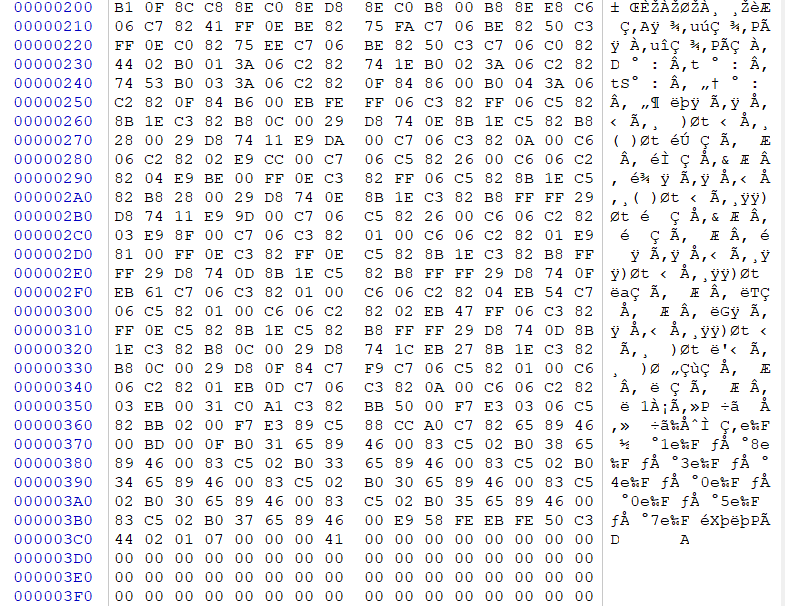 00000200 B1 0F 8C C8 8E C0 8E D8 8E C0 B8 00 B8 8E E8 C6 ± ŒÈŽÀŽØŽÀ¸ ¸ŽèÆ
00000210 06 C7 82 41 FF 0E BE 82 75 FA C7 06 BE 82 50 C3 Ç‚Aÿ ¾‚uúÇ ¾‚PÃ
00000220 FF 0E C0 82 75 EE C7 06 BE 82 50 C3 C7 06 C0 82 ÿ À‚uîÇ ¾‚PÃÇ À‚
00000230 44 02 B0 01 3A 06 C2 82 74 1E B0 02 3A 06 C2 82 D ° : Â‚t ° : Â‚
00000240 74 53 B0 03 3A 06 C2 82 0F 84 86 00 B0 04 3A 06 tS° : Â‚ „† ° :
00000250 C2 82 0F 84 B6 00 EB FE FF 06 C3 82 FF 06 C5 82 Â‚ „¶ ëþÿ Ã‚ÿ Å‚
00000260 8B 1E C3 82 B8 0C 00 29 D8 74 0E 8B 1E C5 82 B8 ‹ Ã‚¸ )Øt ‹ Å‚¸
00000270 28 00 29 D8 74 11 E9 DA 00 C7 06 C3 82 0A 00 C6 ( )Øt éÚ Ç Ã‚ Æ
00000280 06 C2 82 02 E9 CC 00 C7 06 C5 82 26 00 C6 06 C2 Â‚ éÌ Ç Å‚& Æ Â
00000290 82 04 E9 BE 00 FF 0E C3 82 FF 06 C5 82 8B 1E C5 ‚ é¾ ÿ Ã‚ÿ Å‚‹ Å
000002A0 82 B8 28 00 29 D8 74 0E 8B 1E C3 82 B8 FF FF 29 ‚¸( )Øt ‹ Ã‚¸ÿÿ)
000002B0 D8 74 11 E9 9D 00 C7 06 C5 82 26 00 C6 06 C2 82 Øt é Ç Å‚& Æ Â‚
000002C0 03 E9 8F 00 C7 06 C3 82 01 00 C6 06 C2 82 01 E9 é Ç Ã‚ Æ Â‚ é
000002D0 81 00 FF 0E C3 82 FF 0E C5 82 8B 1E C3 82 B8 FF ÿ Ã‚ÿ Å‚‹ Ã‚¸ÿ
000002E0 FF 29 D8 74 0D 8B 1E C5 82 B8 FF FF 29 D8 74 0F ÿ)Øt ‹ Å‚¸ÿÿ)Øt
000002F0 EB 61 C7 06 C3 82 01 00 C6 06 C2 82 04 EB 54 C7 ëaÇ Ã‚ Æ Â‚ ëTÇ
00000300 06 C5 82 01 00 C6 06 C2 82 02 EB 47 FF 06 C3 82 Å‚ Æ Â‚ ëGÿ Ã‚
00000310 FF 0E C5 82 8B 1E C5 82 B8 FF FF 29 D8 74 0D 8B ÿ Å‚‹ Å‚¸ÿÿ)Øt ‹
00000320 1E C3 82 B8 0C 00 29 D8 74 1C EB 27 8B 1E C3 82 Ã‚¸ )Øt ë'‹ Ã‚
00000330 B8 0C 00 29 D8 0F 84 C7 F9 C7 06 C5 82 01 00 C6 ¸ )Ø „ÇùÇ Å‚ Æ
00000340 06 C2 82 01 EB 0D C7 06 C3 82 0A 00 C6 06 C2 82 Â‚ ë Ç Ã‚ Æ Â‚
00000350 03 EB 00 31 C0 A1 C3 82 BB 50 00 F7 E3 03 06 C5 ë 1À¡Ã‚»P ÷ã Å
00000360 82 BB 02 00 F7 E3 89 C5 88 CC A0 C7 82 65 89 46 ‚» ÷ã‰ÅˆÌ Ç‚e‰F
00000370 00 BD 00 0F B0 31 65 89 46 00 83 C5 02 B0 38 65 ½ °1e‰F ƒÅ °8e
00000380 89 46 00 83 C5 02 B0 33 65 89 46 00 83 C5 02 B0 ‰F ƒÅ °3e‰F ƒÅ °
00000390 34 65 89 46 00 83 C5 02 B0 30 65 89 46 00 83 C5 4e‰F ƒÅ °0e‰F ƒÅ
000003A0 02 B0 30 65 89 46 00 83 C5 02 B0 35 65 89 46 00 °0e‰F ƒÅ °5e‰F
000003B0 83 C5 02 B0 37 65 89 46 00 E9 58 FE EB FE 50 C3 ƒÅ °7e‰F éXþëþPÃ
000003C0 44 02 01 07 00 00 00 41 00 00 00 00 00 00 00 00 D A
000003D0 00 00 00 00 00 00 00 00 00 00 00 00 00 00 00 00
000003E0 00 00 00 00 00 00 00 00 00 00 00 00 00 00 00 00
000003F0 00 00 00 00 00 00 00 00 00 00 00 00 00 00 00 00